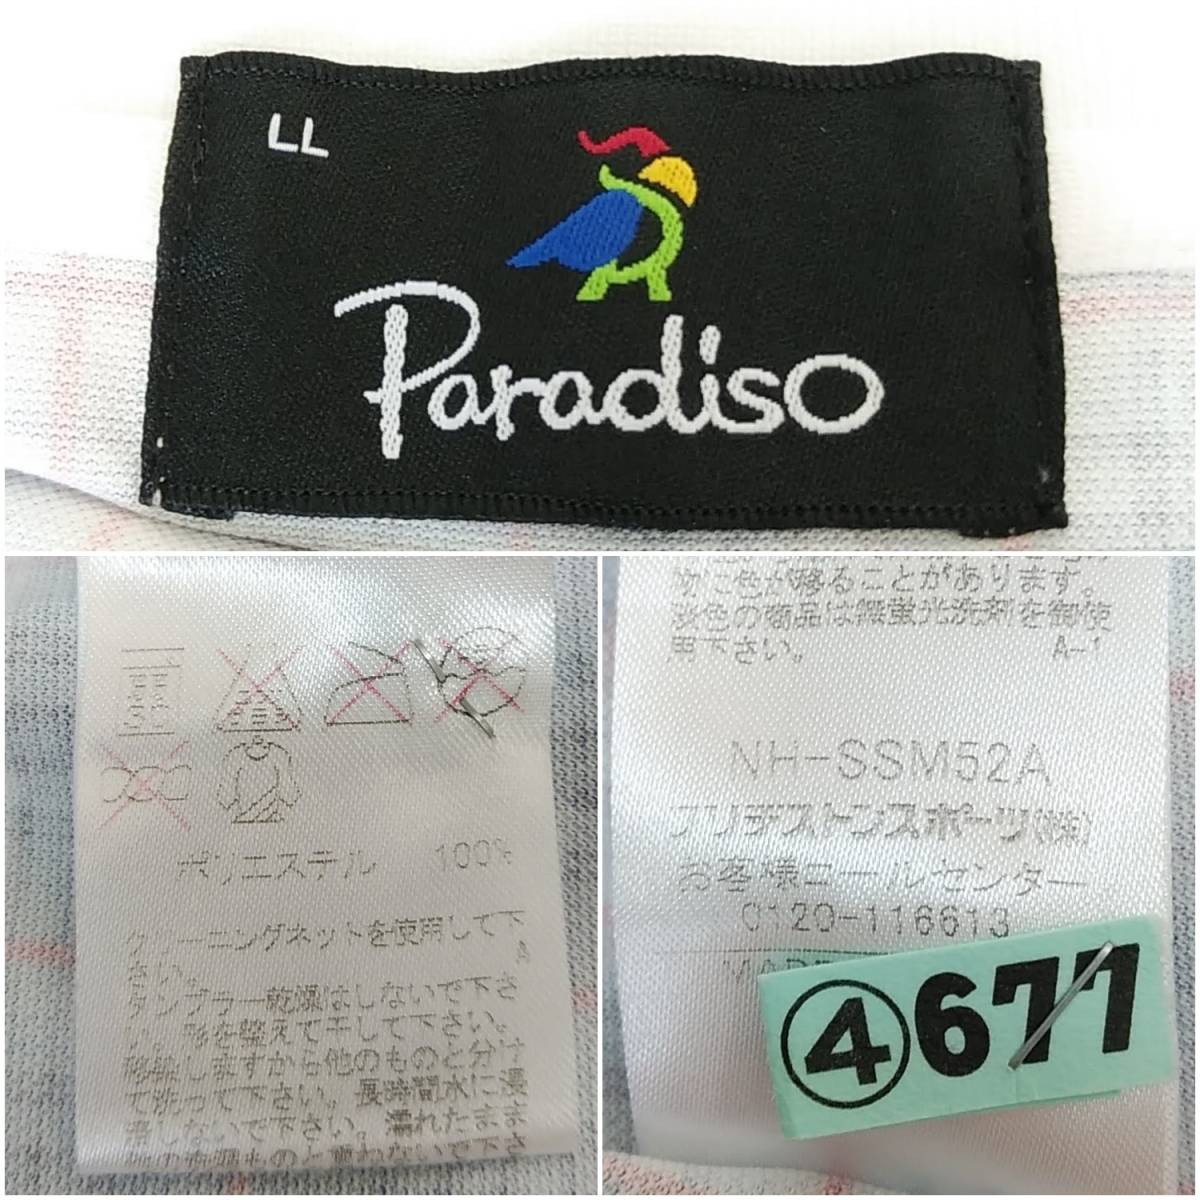 LL
Paradiso
ポリエステル 100%
クリーニングネットを使用して下
さい。 A
タンブラー乾燥はしないで下さ
い。形を整えて干して下さい。
移染しますから他のものと分け
て洗って下さい。長時間水に浸
漬しないで下さい。濡れたまま
に色が移ることがあります。
淡色の商品は無蛍光洗剤を御使
用下さい。 A-1
NH-SSM52A
ブリヂストンスポーツ(株)
お客様コールセンター
0120-116613
④677